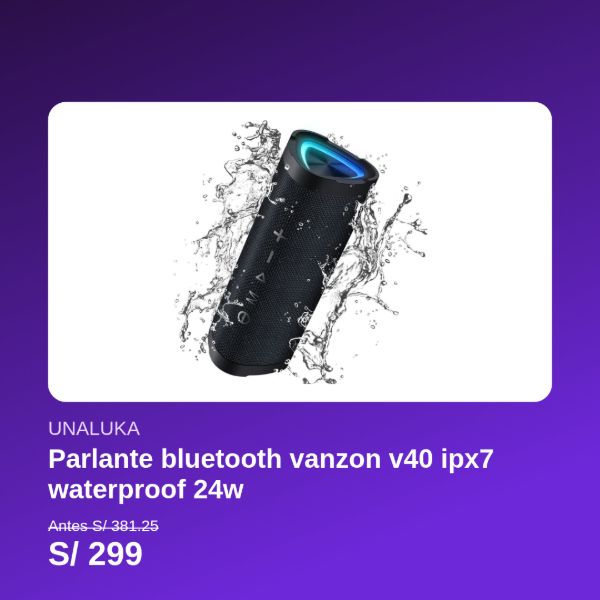 UNALUKA
Parlante bluetooth vanzon v40 ipx7
waterproof 24w
Antes S/ 381.25
S/ 299